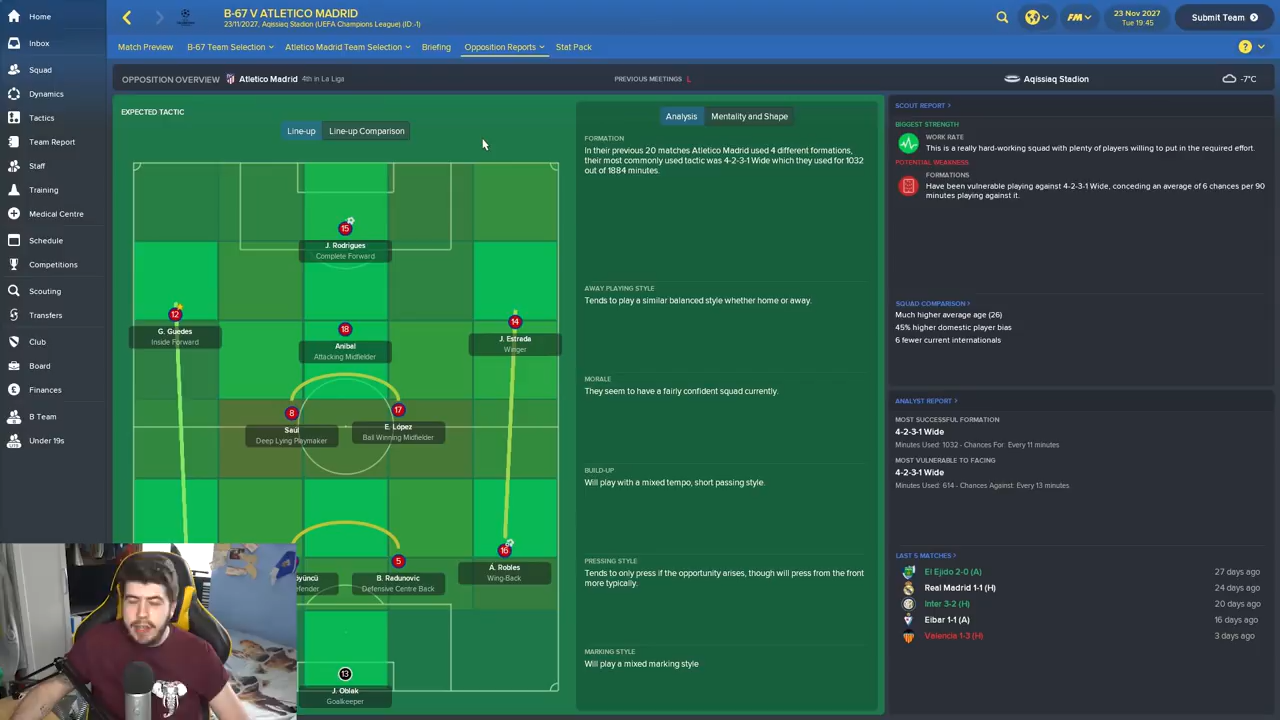 Home
Inbox
Squad
Dynamics
Tactics
Team Report
Staff
Training
Medical Centre
Schedule
Competitions
Scouting
Transfers
Club
Board
Finances
B Team
Under 19s
B-67 V ATLETICO MADRID
23/11/2027, Aqissiaq Stadium (UEFA Champions League) (ID:-1)
FM
23 Nov 2027
Tue 19:45
Submit Team
Match Preview
B-67 Team Selection
Atletico Madrid Team Selection
Briefing
Opposition Reports
Stat Pack
?
OPPOSITION OVERVIEW
Atletico Madrid
4th in La Liga
PREVIOUS MEETINGS L
Aqissiaq Stadium
-7°C
EXPECTED TACTIC
Line-up
Line-up Comparison
15
J. Rodrigues
Complete Forward
12
G. Guedes
Inside Forward
18
Anibal
Attacking Midfielder
14
J. Estrada
Winger
8
Saúl
Deep Lying Playmaker
17
E. López
Ball Winning Midfielder
5
B. Radunovic
Defensive Centre Back
16
Á. Robles
Wing-Back
13
J. Oblak
Goalkeeper
Analysis
Mentality and Shape
FORMATION
In their previous 20 matches Atletico Madrid used 4 different formations,
their most commonly used tactic was 4-2-3-1 Wide which they used for 1032
out of 1884 minutes.
AWAY PLAYING STYLE
Tends to play a similar balanced style whether home or away.
MORALE
They seem to have a fairly confident squad currently.
BUILD-UP
Will play with a mixed tempo, short passing style.
PRESSING STYLE
Tends to only press if the opportunity arises, though will press from the front
more typically.
MARKING STYLE
Will play a mixed marking style
SCOUT REPORT >
BIGGEST STRENGTH
WORK RATE
This is a really hard-working squad with plenty of players willing to put in the required effort.
POTENTIAL WEAKNESS
FORMATIONS
Have been vulnerable playing against 4-2-3-1 Wide, conceding an average of 6 chances per 90
minutes playing against it.
SQUAD COMPARISON >
Much higher average age (26)
45% higher domestic player bias
6 fewer current internationals
ANALYST REPORT >
MOST SUCCESSFUL FORMATION
4-2-3-1 Wide
Minutes Used: 1032 - Chances For: Every 11 minutes
MOST VULNERABLE TO FACING
4-2-3-1 Wide
Minutes Used: 614 - Chances Against: Every 13 minutes
LAST 5 MATCHES >
El Ejido 2-0 (A)
27 days ago
Real Madrid 1-1 (H)
24 days ago
Inter 3-2 (H)
20 days ago
Eibar 1-1 (A)
16 days ago
Valencia 1-3 (H)
3 days ago